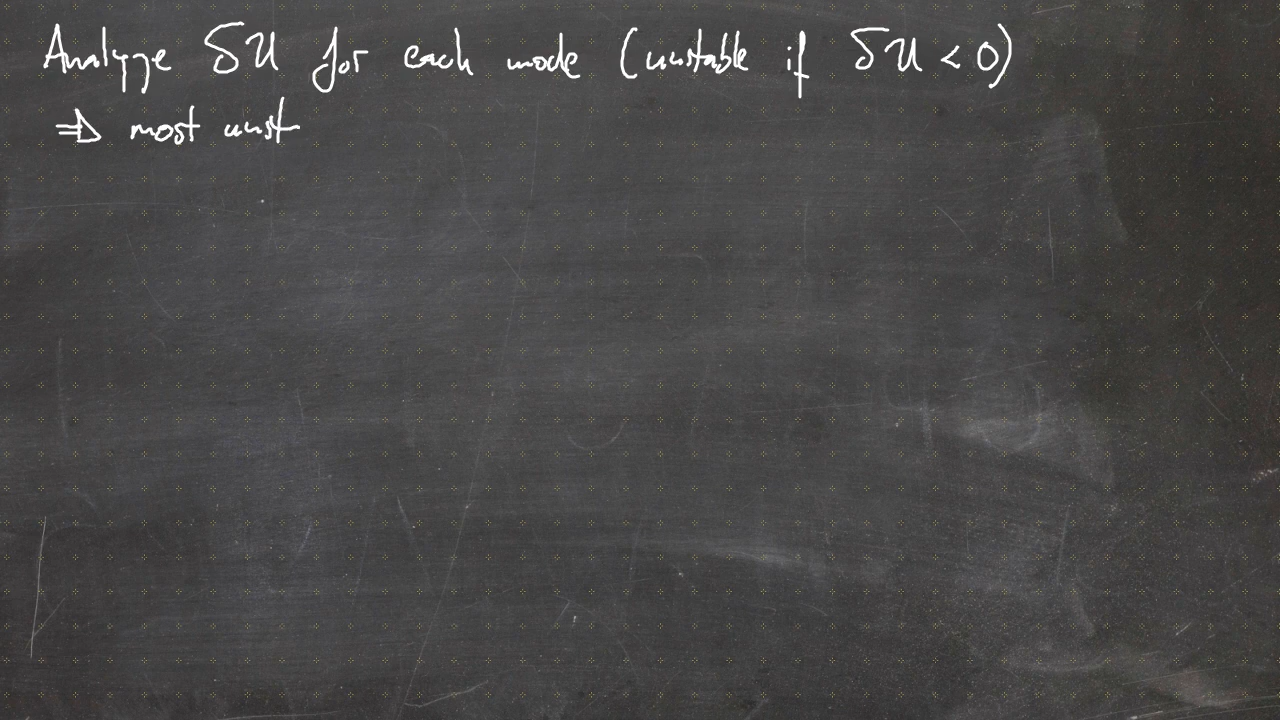 Analyze δU for each mode (unstable if δU < 0)
⇒ most unst